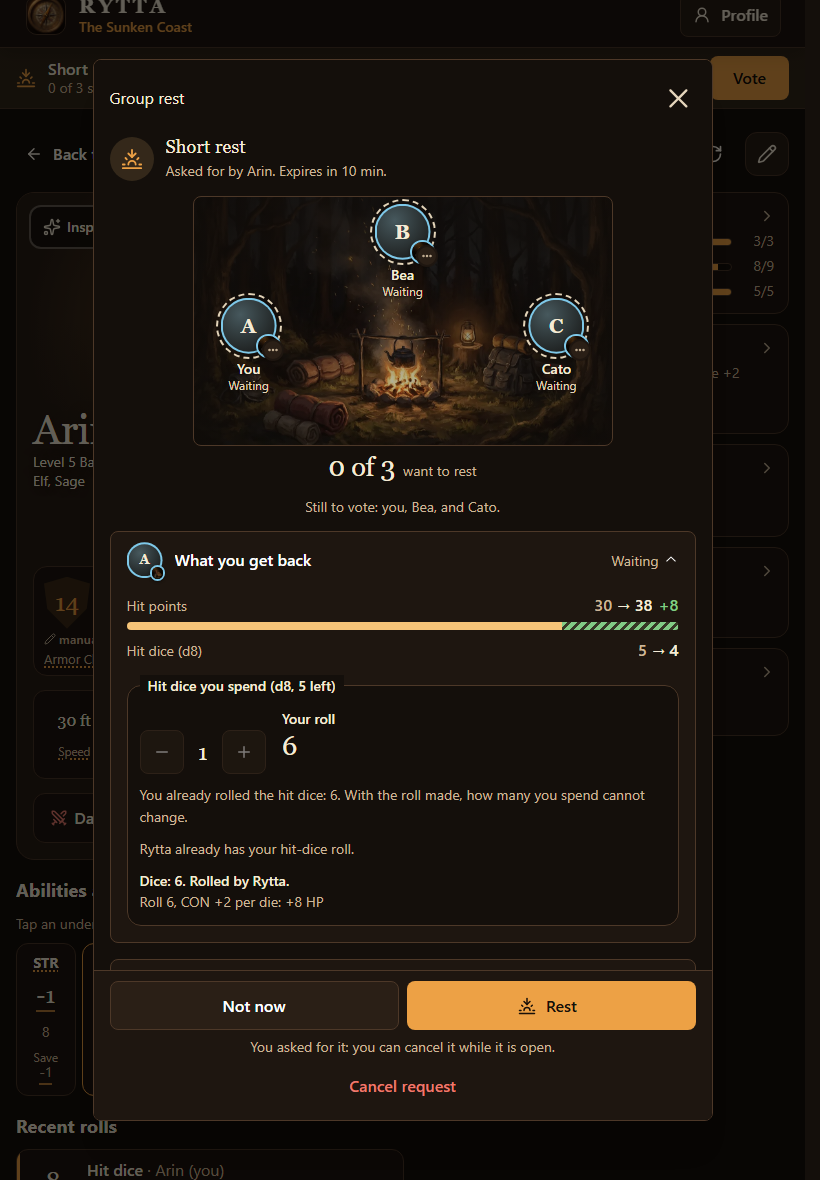 RYTTA
The Sunken Coast
Profile
Short
0 of 3 s
Vote
Back
Group rest
Short rest
Asked for by Arin. Expires in 10 min.
B
Bea
Waiting
A
You
Waiting
C
Cato
Waiting
0 of 3 want to rest
Still to vote: you, Bea, and Cato.
A
What you get back
Waiting
Hit points
30 → 38 +8
Hit dice (d8)
5 → 4
Hit dice you spend (d8, 5 left)
Your roll
− 1 +
6
You already rolled the hit dice: 6. With the roll made, how many you spend cannot
change.
Rytta already has your hit-dice roll.
Dice: 6. Rolled by Rytta.
Roll 6, CON +2 per die: +8 HP
Not now
Rest
You asked for it: you can cancel it while it is open.
Cancel request
Insp
3/3
8/9
5/5
e +2
Ari
Level 5 Ba
Elf, Sage
14
manua
Armor C
30 ft
Speed
Da
Abilities
Tap an unde
STR
-1
8
Save
-1
Recent rolls
Hit dice · Arin (you)